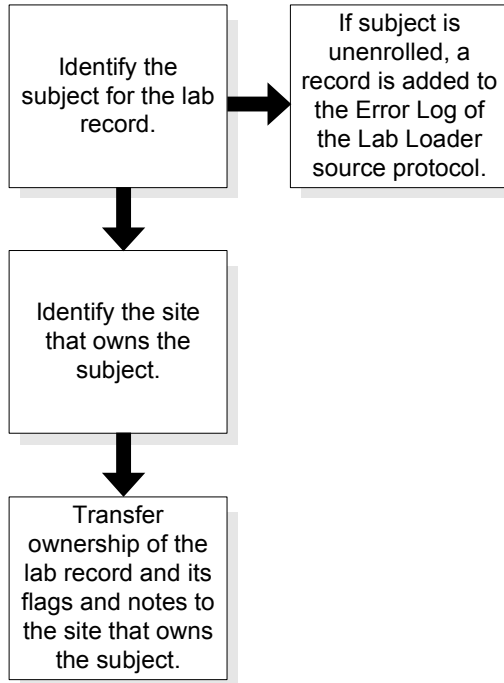 Identify the
subject for the lab
record.
If subject is
unenrolled, a
record is added to
the Error Log of
the Lab Loader
source protocol.
Identify the site
that owns the
subject.
Transfer
ownership of the
lab record and its
flags and notes to
the site that owns
the subject.